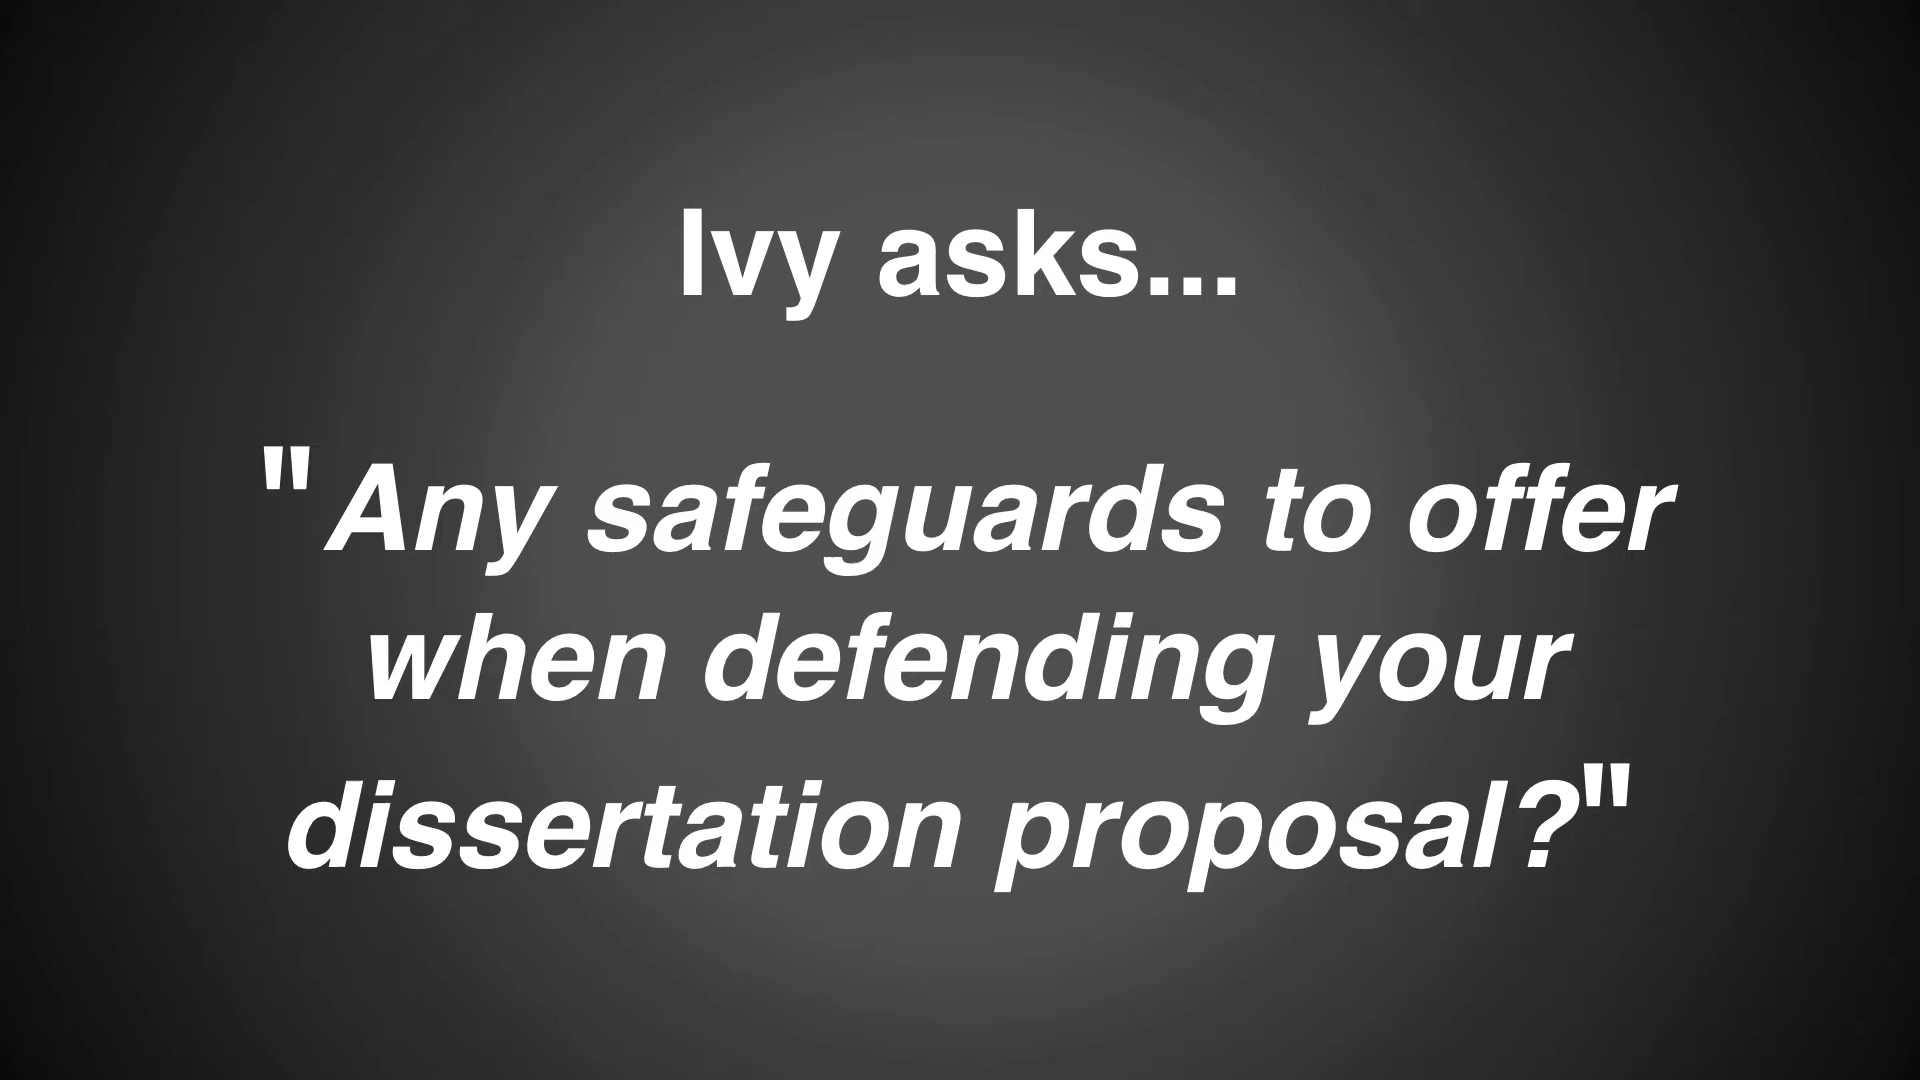 Ivy asks...
"Any safeguards to offer
when defending your
dissertation proposal?"